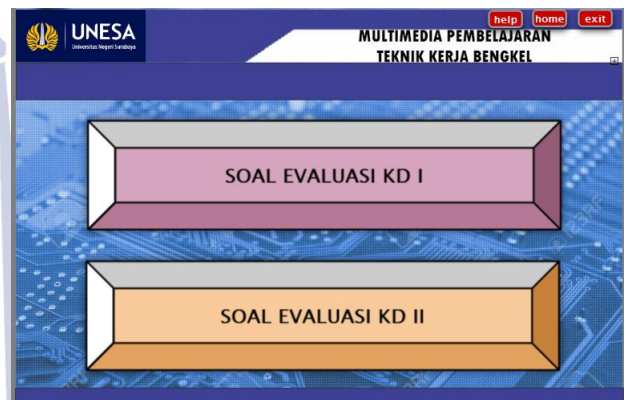 help home exit
UNESA
Universitas Negeri Surabaya
MULTIMEDIA PEMBELAJARAN
TEKNIK KERJA BENGKEL
SOAL EVALUASI KD I
SOAL EVALUASI KD II